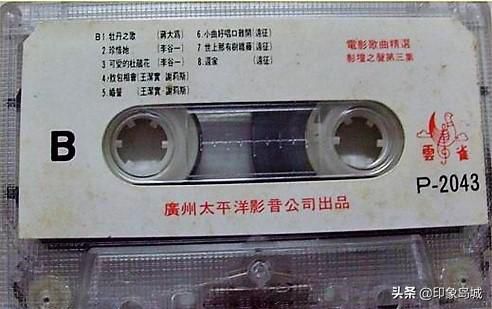 B1 牡丹之歌 (蔣大爲)
2.珍惜她 (李谷一)
3 可愛的杜鵑花 (李谷一)
4.抗包相會(王潔實·謝莉斯)
5.婚誓 (王潔實·謝莉斯)
6.小曲好唱口難開(遠征)
7.世上那有樹纏藤(遠征)
8.還家 (遠征)
電影歌曲精選
影壇之聲第三集
B
雲雀
P-2043
廣州太平洋影音公司出品
头条 @印象岛城